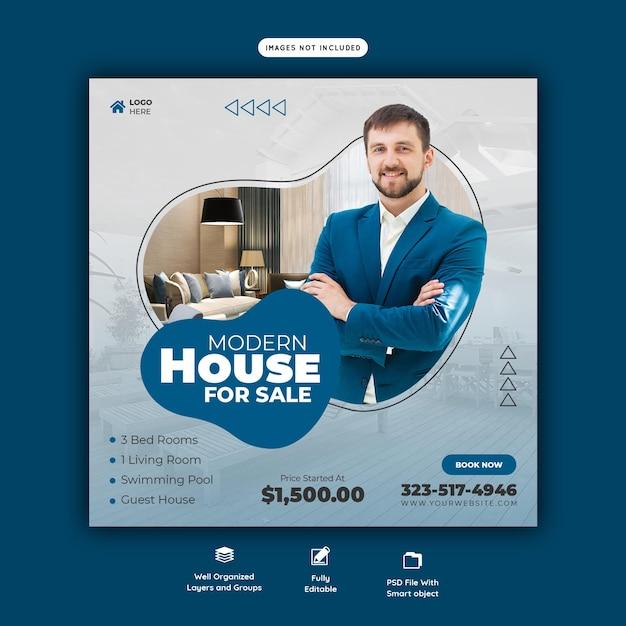 IMAGES NOT INCLUDED
LOGO
HERE
MODERN
HOUSE
FOR SALE
3 Bed Rooms
1 Living Room
Swimming Pool
Guest House
Price Started At
$1,500.00
BOOK NOW
323-517-4946
WWW.YOURWEBSITE.COM
Well Organized
Layers and Groups
Fully
Editable
PSD File With
Smart object